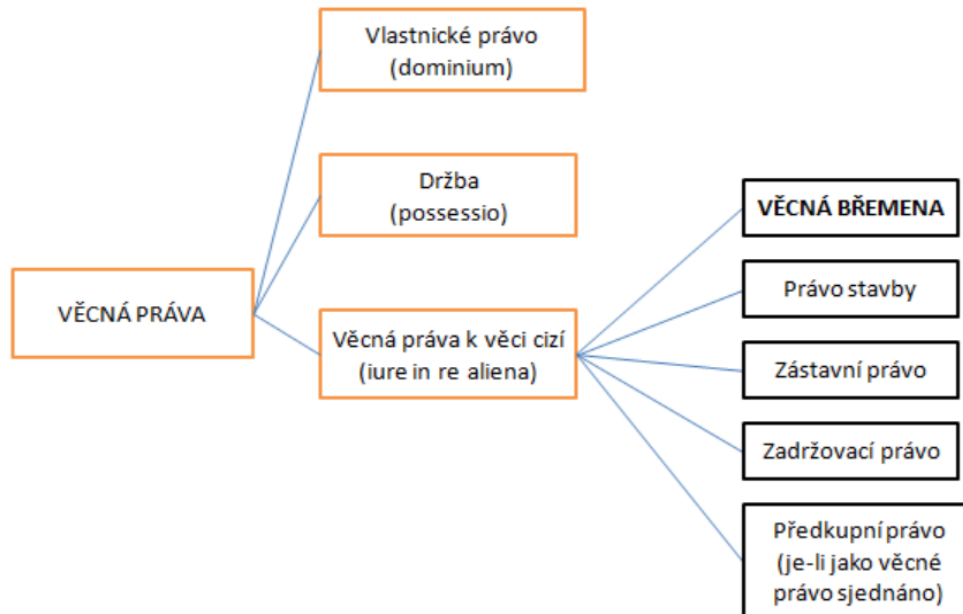 Vlastnické právo
(dominium)
Držba
(possessio)
VĚCNÁ PRÁVA
Věcná práva k věci cizí
(iure in re aliena)
VĚCNÁ BŘEMENA
Právo stavby
Zástavní právo
Zadržovací právo
Předkupní právo
(je-li jako věcné
právo sjednáno)